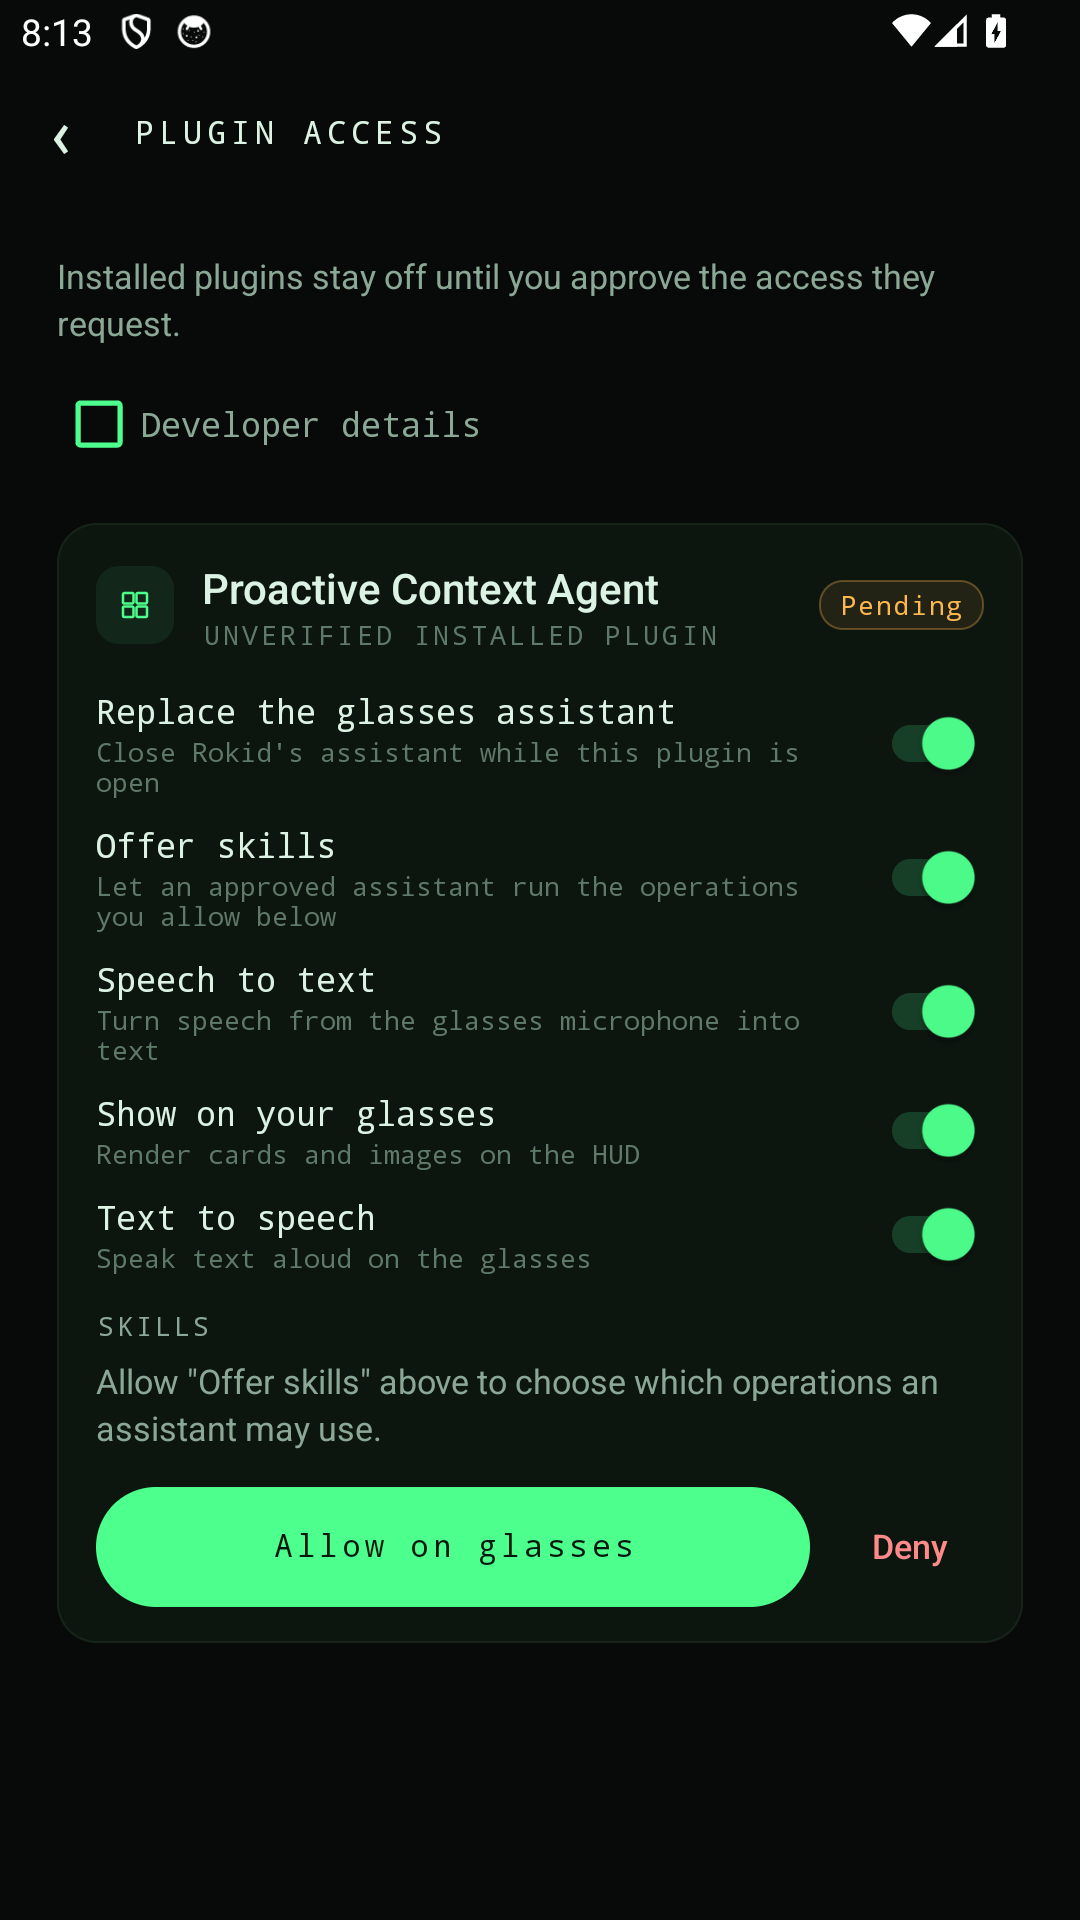 8:13
‹ PLUGIN ACCESS
Installed plugins stay off until you approve the access they
request.
Developer details
Proactive Context Agent
UNVERIFIED INSTALLED PLUGIN
Pending
Replace the glasses assistant
Close Rokid's assistant while this plugin is
open
Offer skills
Let an approved assistant run the operations
you allow below
Speech to text
Turn speech from the glasses microphone into
text
Show on your glasses
Render cards and images on the HUD
Text to speech
Speak text aloud on the glasses
SKILLS
Allow "Offer skills" above to choose which operations an
assistant may use.
Allow on glasses
Deny